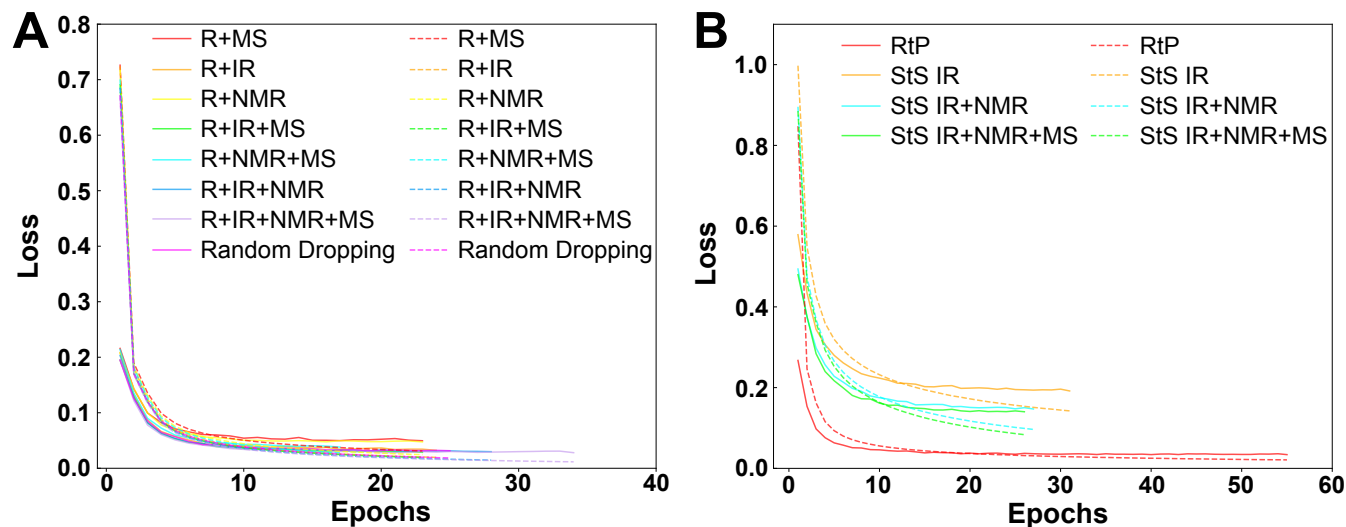 A
B
0.8
0.7
0.6
0.5
0.4
0.3
0.2
0.1
0.0
Loss
R+MS R+MS
R+IR R+IR
R+NMR R+NMR
R+IR+MS R+IR+MS
R+NMR+MS R+NMR+MS
R+IR+NMR R+IR+NMR
R+IR+NMR+MS R+IR+NMR+MS
Random Dropping Random Dropping
0 10 20 30 40
Epochs
1.0
0.8
0.6
0.4
0.2
0.0
Loss
RtP RtP
StS IR StS IR
StS IR+NMR StS IR+NMR
StS IR+NMR+MS StS IR+NMR+MS
0 10 20 30 40 50 60
Epochs